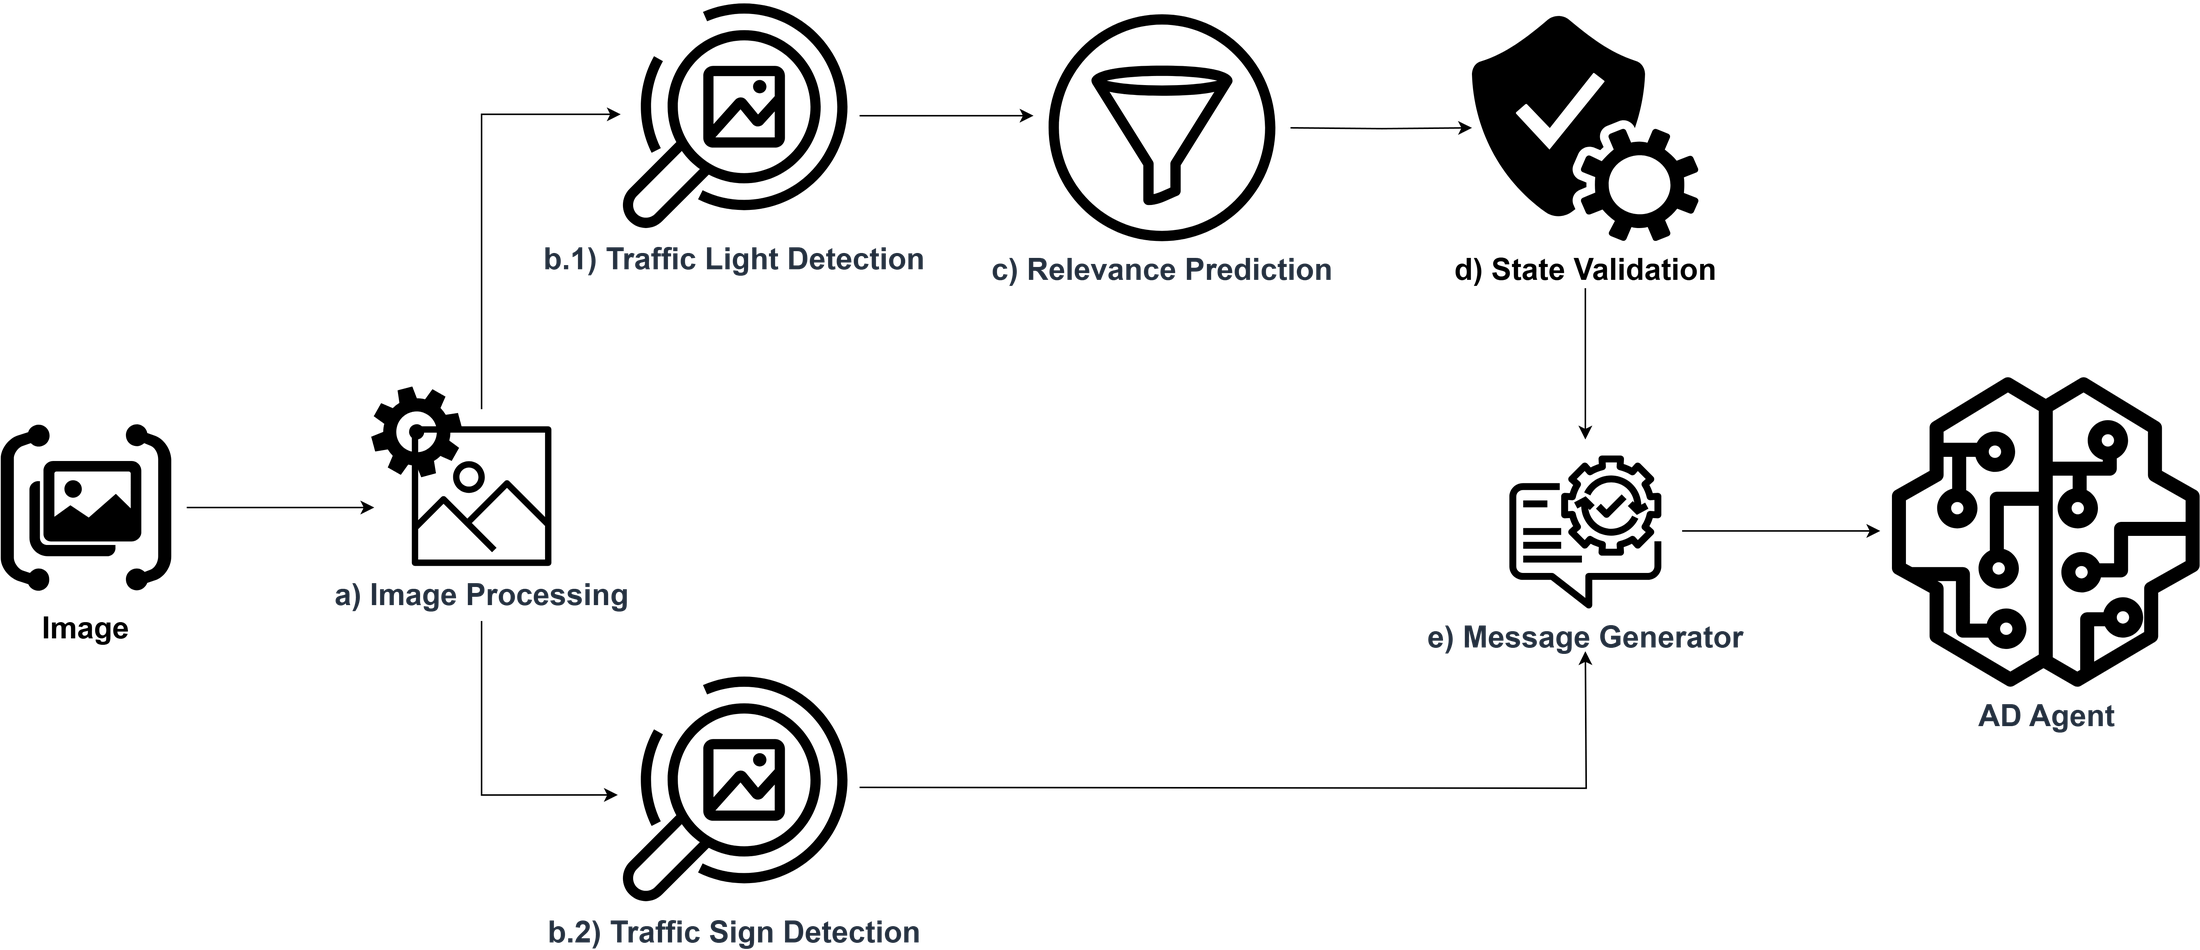 b.1) Traffic Light Detection
c) Relevance Prediction
d) State Validation
Image
a) Image Processing
e) Message Generator
AD Agent
b.2) Traffic Sign Detection